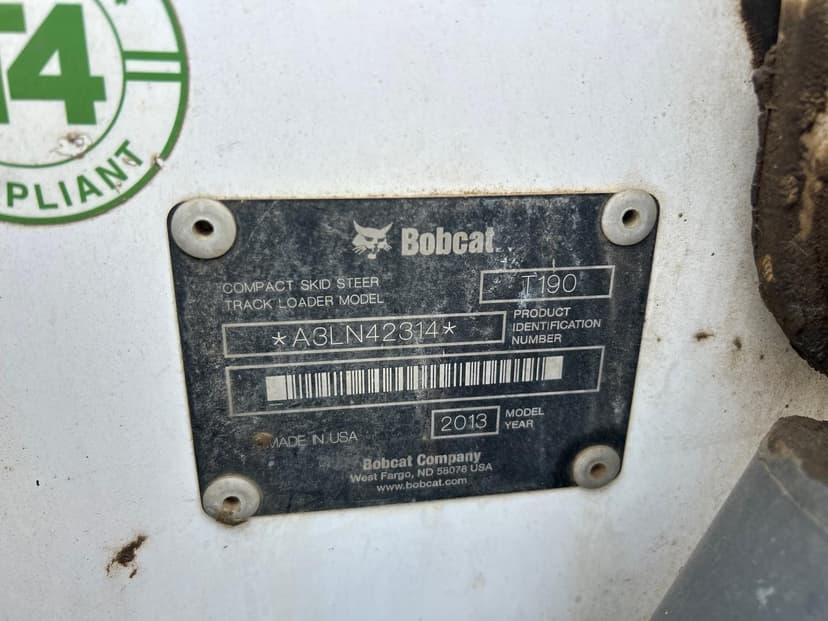 T4
MPLIANT
Bobcat
COMPACT SKID STEER
TRACK LOADER MODEL
T190
*A3LN42314*
PRODUCT
IDENTIFICATION
NUMBER
2013
MODEL
YEAR
MADE IN USA
Bobcat Company
West Fargo, ND 58078 USA
www.bobcat.com